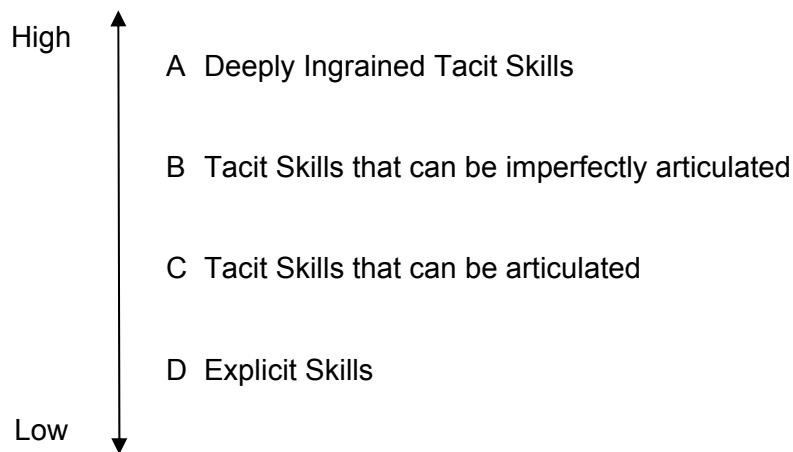 High
A Deeply Ingrained Tacit Skills
B Tacit Skills that can be imperfectly articulated
C Tacit Skills that can be articulated
D Explicit Skills
Low